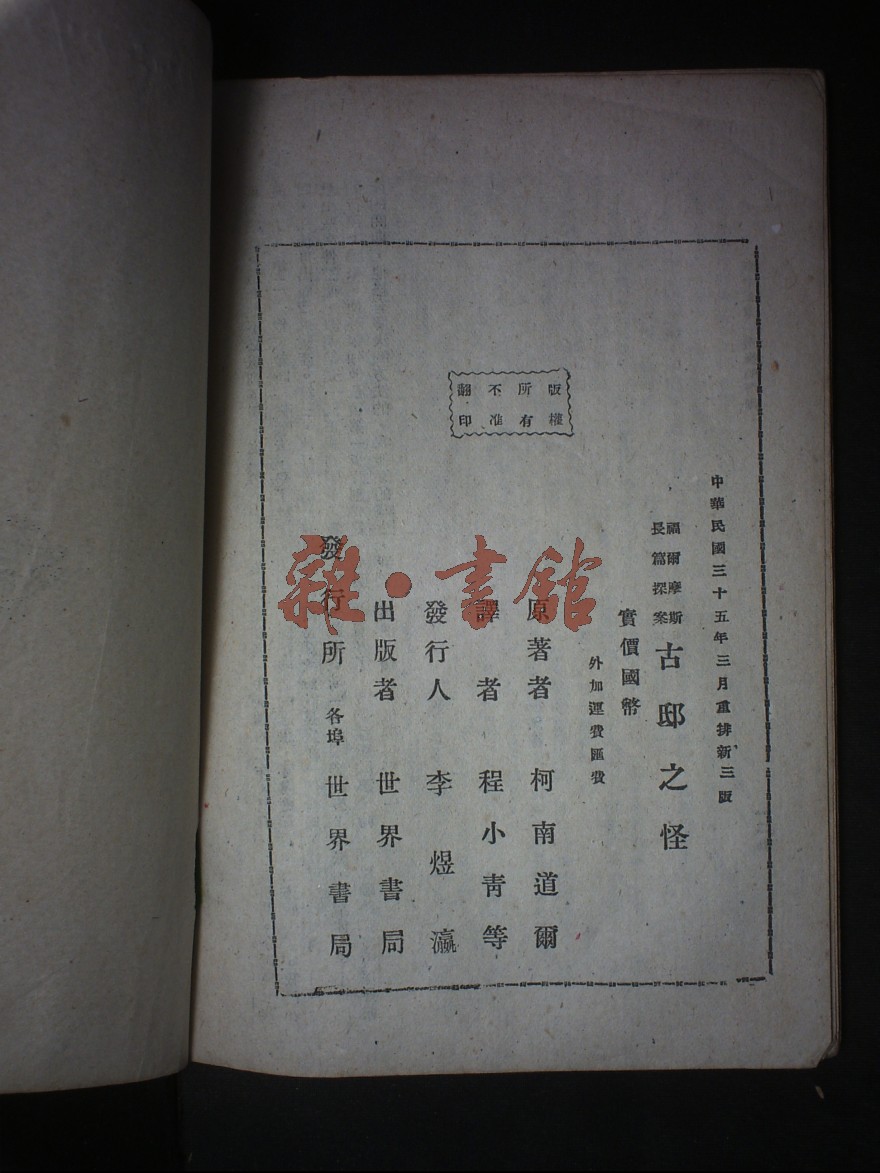 中華民國三十五年三月重排新三版
福爾摩斯
長篇探案
古邸之怪
實價國幣
外加運費匯費
原著者 柯南道爾
譯者 程小青等
發行人 李煜瀛
出版者 世界書局
發行所 各埠 世界書局
版權
所有
不准
翻印
雜·書館